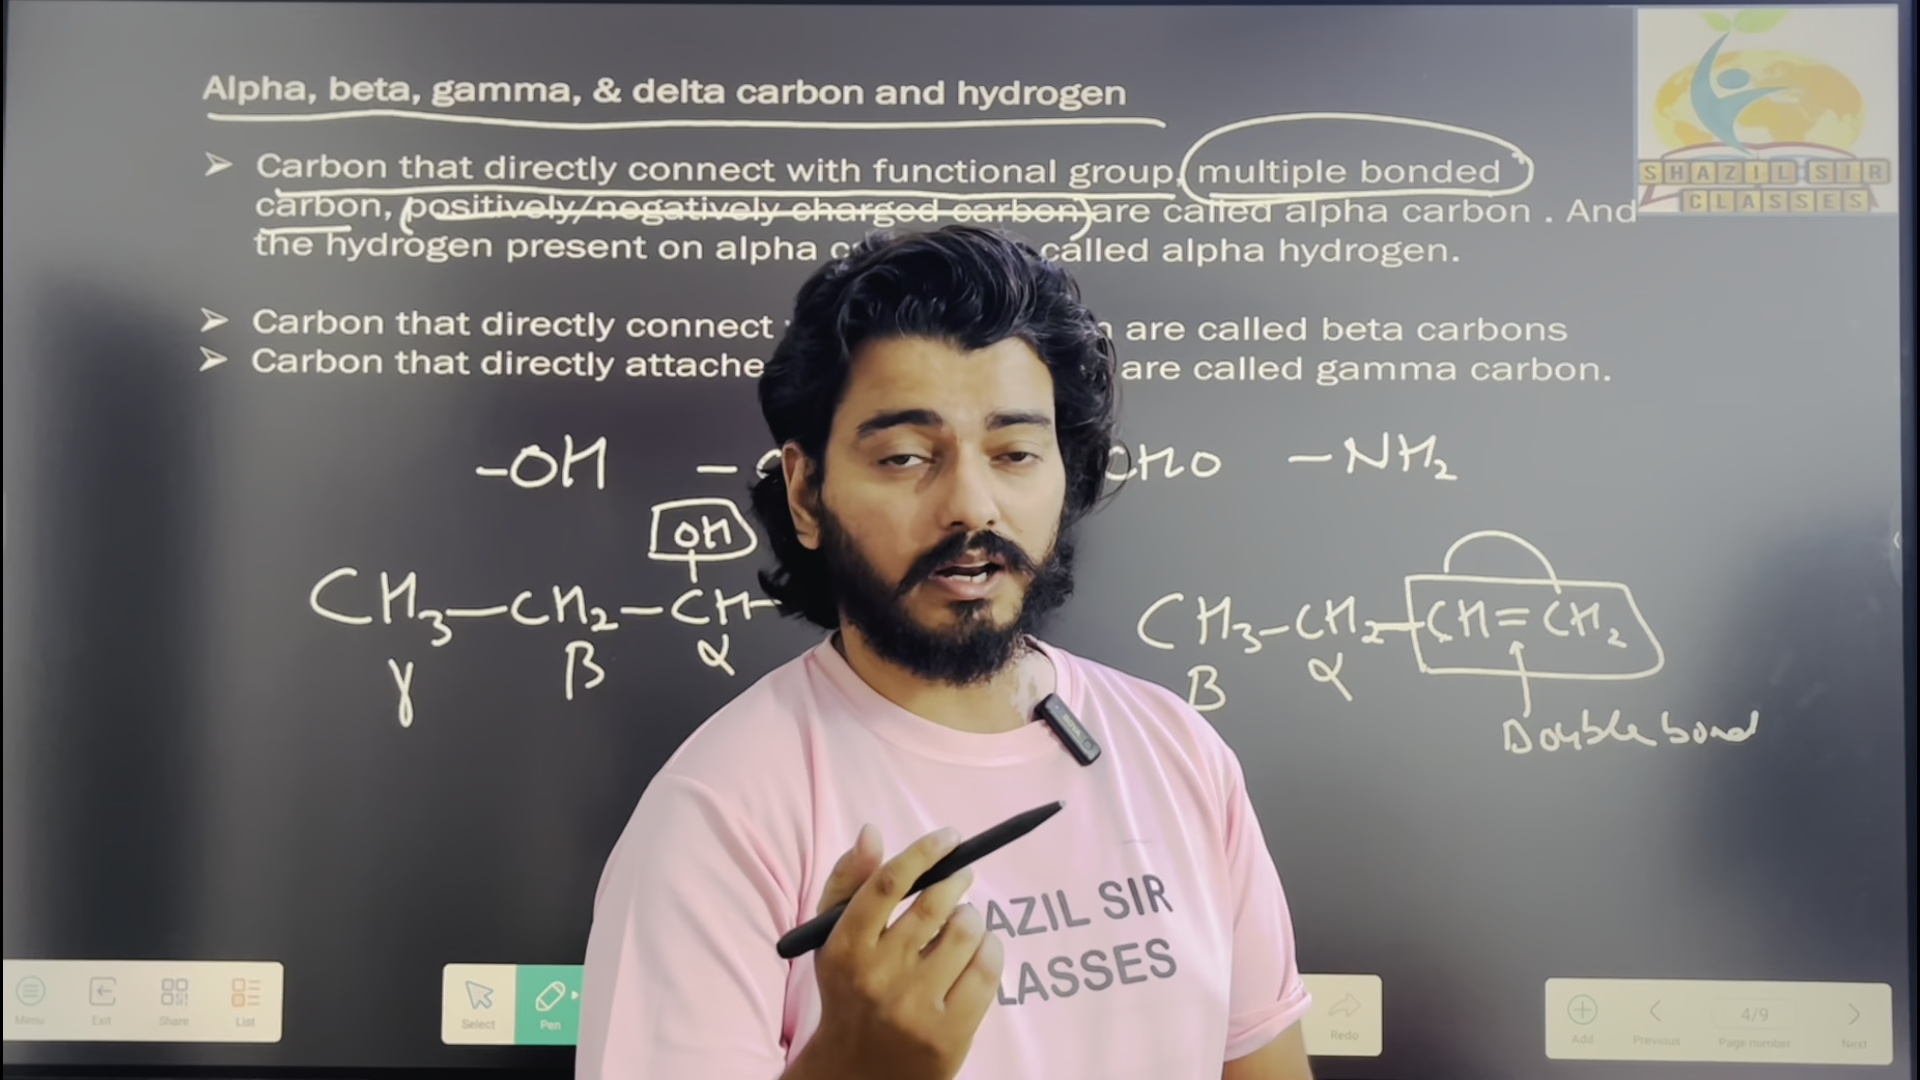 Alpha, beta, gamma, & delta carbon and hydrogen
➢ Carbon that directly connect with functional group, multiple bonded
carbon, (positively/negatively charged carbon) are called alpha carbon . And
the hydrogen present on alpha called alpha hydrogen.
➢ Carbon that directly connect are called beta carbons
➢ Carbon that directly attache are called gamma carbon.
-OH - CHO -NH₂
OH
CH₃-CH₂-CH-
γ β α
CH₃-CH₂-CH=CH₂
β α
Double bond
SHAZIL SIR
CLASSES
AZIL SIR
LASSES
Menu Exit Share List Select Pen Redo Add Previous 4/9 Page number Next